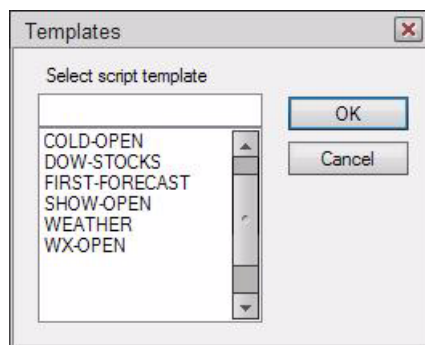 Templates
Select script template
OK
Cancel
COLD-OPEN
DOW-STOCKS
FIRST-FORECAST
SHOW-OPEN
WEATHER
WX-OPEN